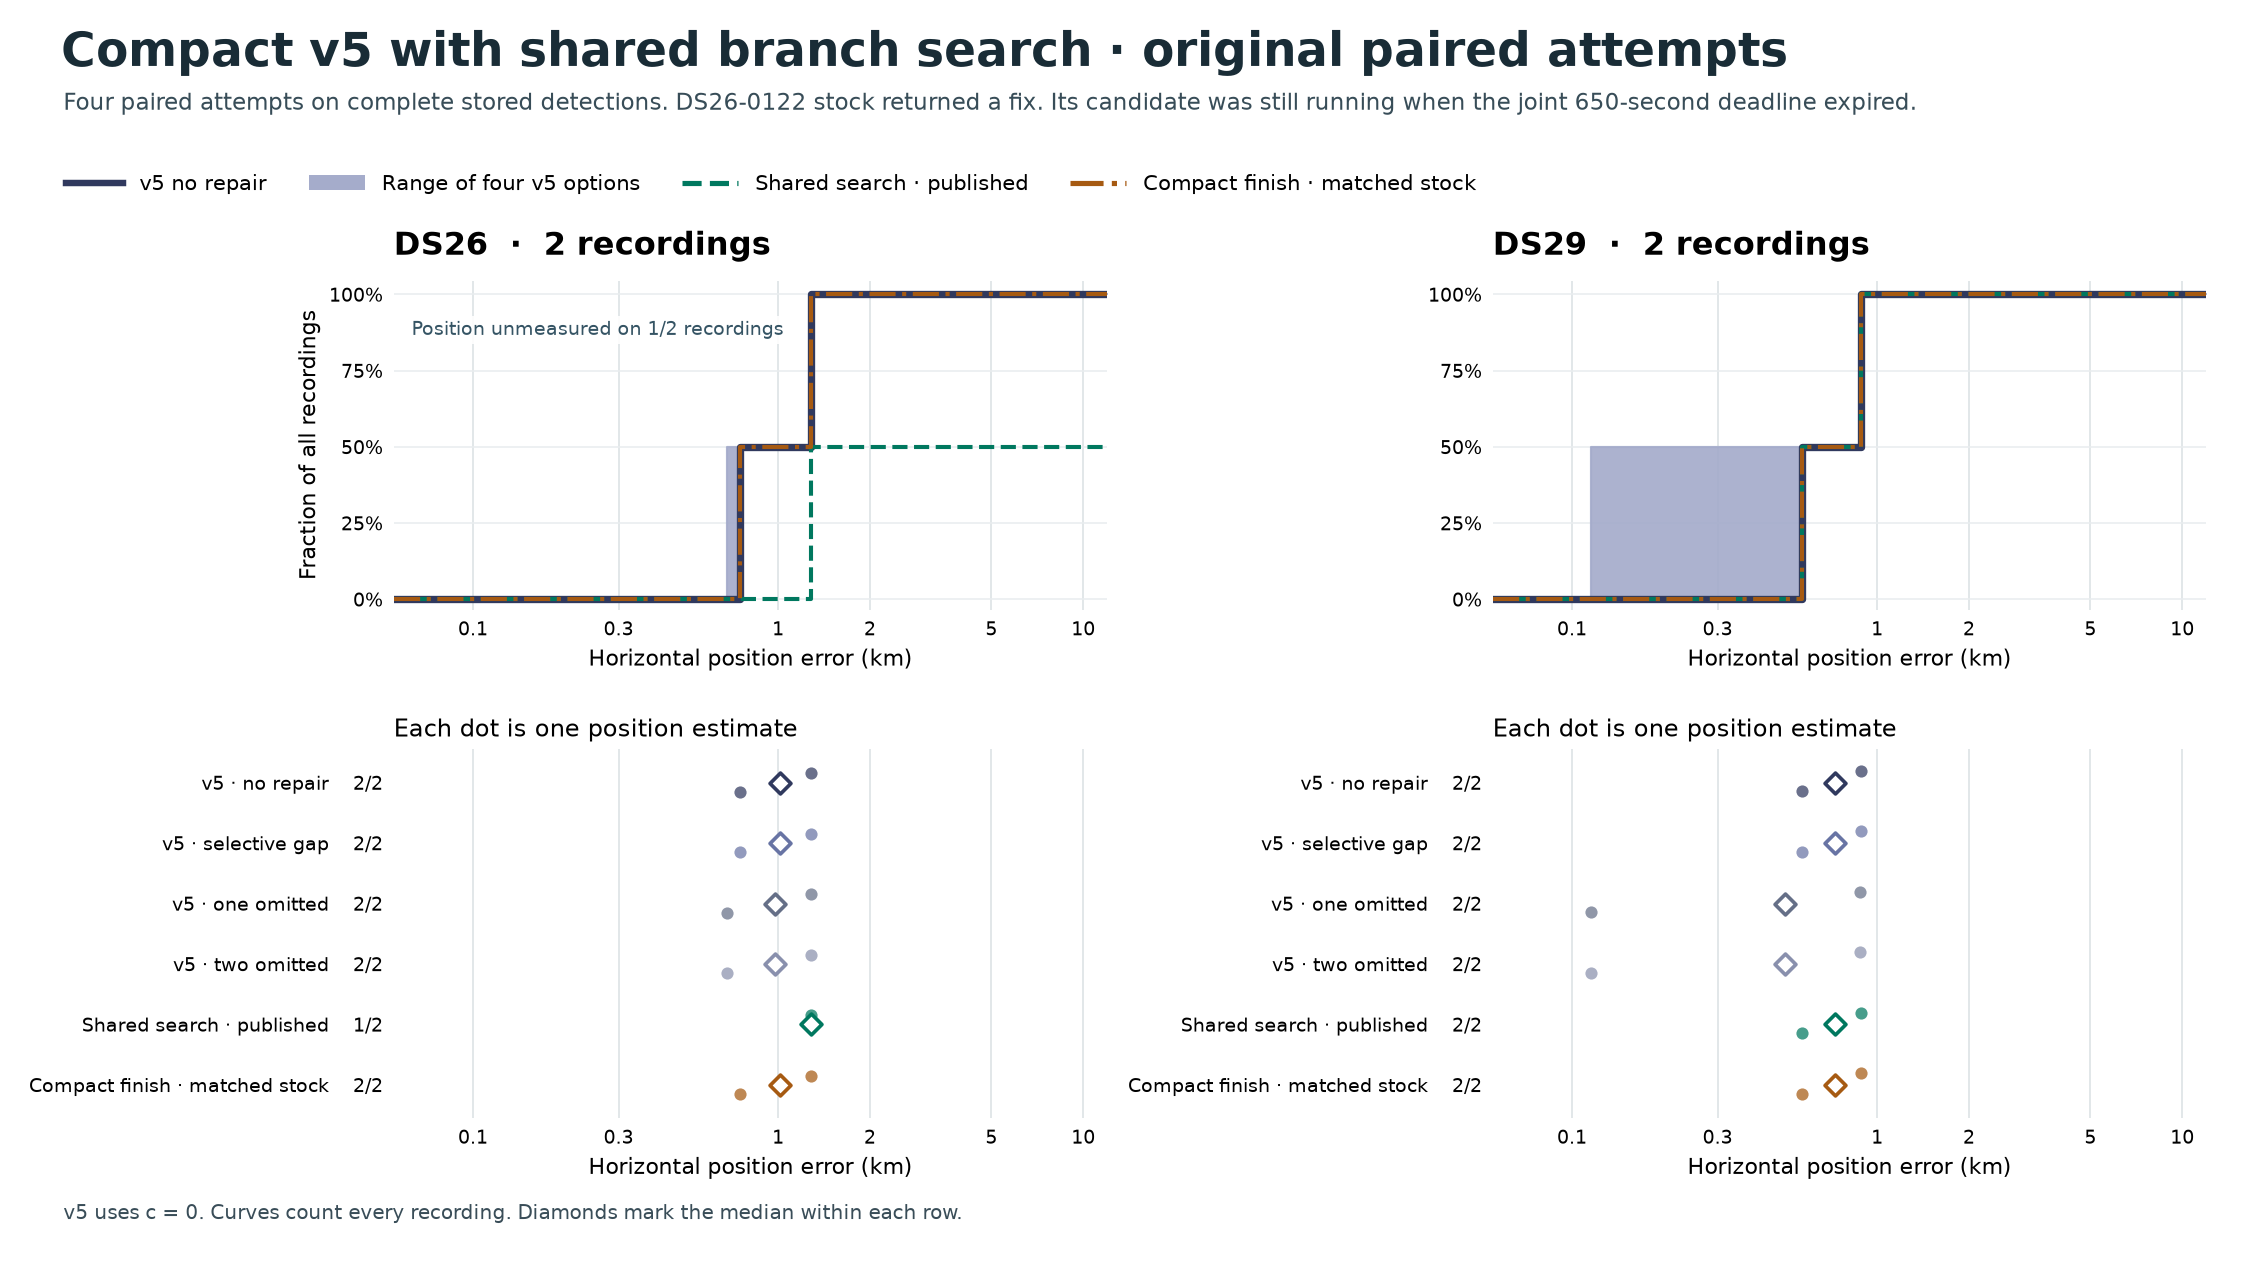 Compact v5 with shared branch search · original paired attempts
Four paired attempts on complete stored detections. DS26-0122 stock returned a fix. Its candidate was still running when the joint 650-second deadline expired.
v5 no repair
Range of four v5 options
Shared search · published
Compact finish · matched stock
DS26 · 2 recordings
Fraction of all recordings
100%
75%
50%
25%
0%
Position unmeasured on 1/2 recordings
0.1 0.3 1 2 5 10
Horizontal position error (km)
DS29 · 2 recordings
100%
75%
50%
25%
0%
0.1 0.3 1 2 5 10
Horizontal position error (km)
Each dot is one position estimate
v5 · no repair 2/2
v5 · selective gap 2/2
v5 · one omitted 2/2
v5 · two omitted 2/2
Shared search · published 1/2
Compact finish · matched stock 2/2
0.1 0.3 1 2 5 10
Horizontal position error (km)
Each dot is one position estimate
v5 · no repair 2/2
v5 · selective gap 2/2
v5 · one omitted 2/2
v5 · two omitted 2/2
Shared search · published 2/2
Compact finish · matched stock 2/2
0.1 0.3 1 2 5 10
Horizontal position error (km)
v5 uses c = 0. Curves count every recording. Diamonds mark the median within each row.